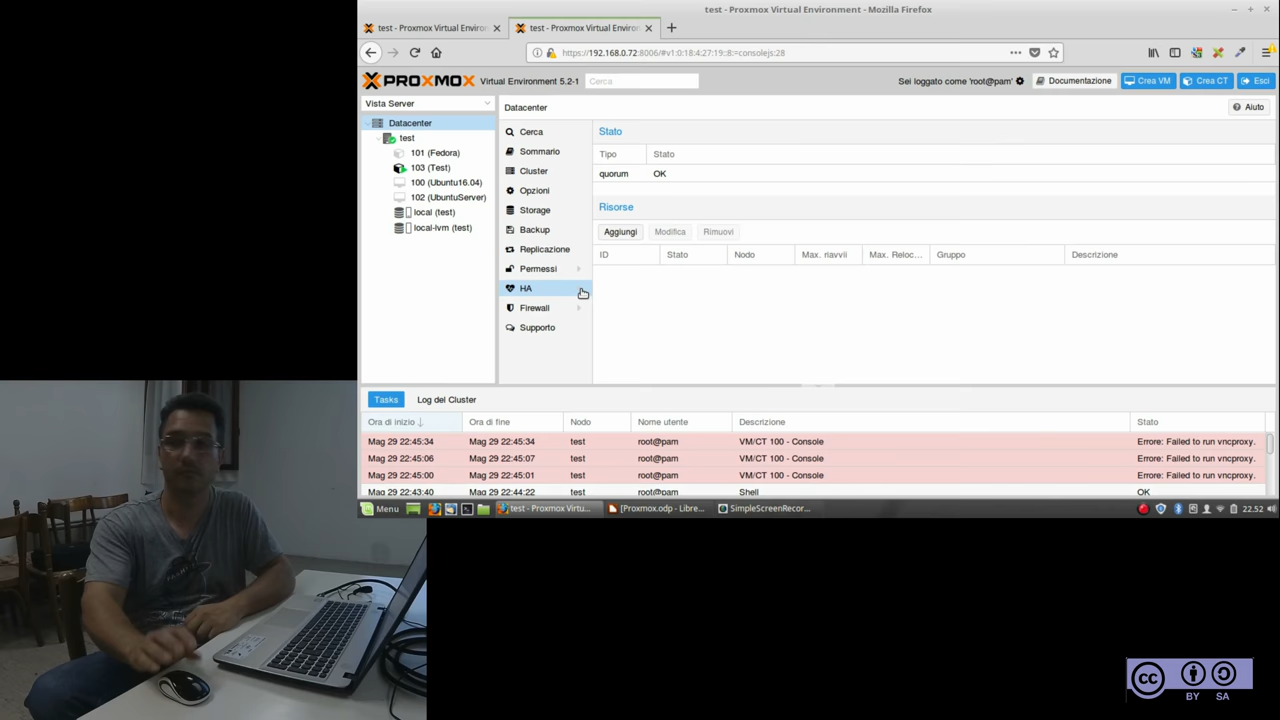 test - Proxmox Virtual Environment - Mozilla Firefox
test - Proxmox Virtual Environ
test - Proxmox Virtual Environ
https://192.168.0.72:8006/#v1:0:18:4:27:19::8:=consolejs:28
PROXMOX Virtual Environment 5.2-1
Cerca
Sei loggato come 'root@pam'
Documentazione
Crea VM
Crea CT
Esci
Vista Server
Datacenter
test
101 (Fedora)
103 (Test)
100 (Ubuntu16.04)
102 (UbuntuServer)
local (test)
local-lvm (test)
Datacenter
Aiuto
Cerca
Sommario
Cluster
Opzioni
Storage
Backup
Replicazione
Permessi
HA
Firewall
Supporto
Stato
Tipo Stato
quorum OK
Risorse
Aggiungi Modifica Rimuovi
ID Stato Nodo Max. riavvii Max. Reloc... Gruppo Descrizione
Tasks Log del Cluster
Ora di inizio Ora di fine Nodo Nome utente Descrizione Stato
Mag 29 22:45:34 Mag 29 22:45:34 test root@pam VM/CT 100 - Console Errore: Failed to run vncproxy.
Mag 29 22:45:06 Mag 29 22:45:07 test root@pam VM/CT 100 - Console Errore: Failed to run vncproxy.
Mag 29 22:45:00 Mag 29 22:45:01 test root@pam VM/CT 100 - Console Errore: Failed to run vncproxy.
Mag 29 22:43:40 Mag 29 22:44:22 test root@pam Shell OK
Menu
test - Proxmox Virtu...
[Proxmox.odp - Libre...
SimpleScreenRecor...
22.52
cc
BY SA